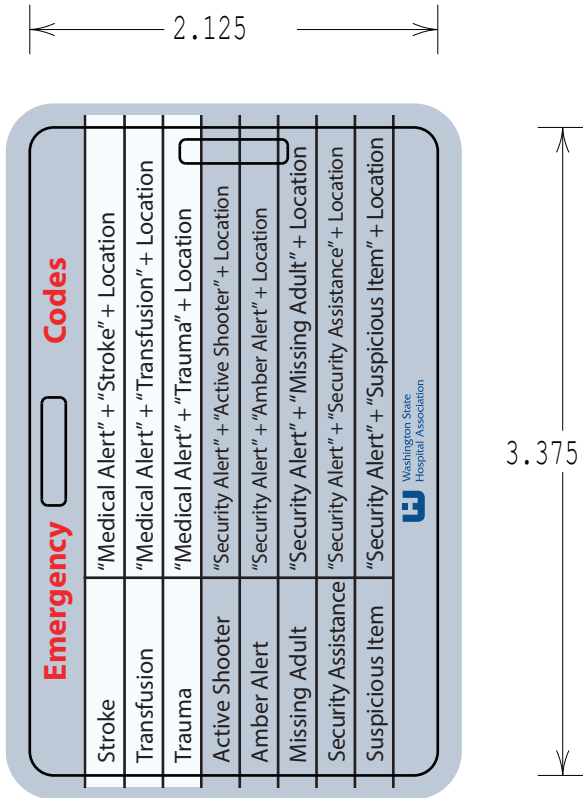 2.125
3.375
Emergency Codes
Stroke "Medical Alert" + "Stroke" + Location
Transfusion "Medical Alert" + "Transfusion" + Location
Trauma "Medical Alert" + "Trauma" + Location
Active Shooter "Security Alert" + "Active Shooter" + Location
Amber Alert "Security Alert" + "Amber Alert" + Location
Missing Adult "Security Alert" + "Missing Adult" + Location
Security Assistance "Security Alert" + "Security Assistance" + Location
Suspicious Item "Security Alert" + "Suspicious Item" + Location
Washington State
Hospital Association